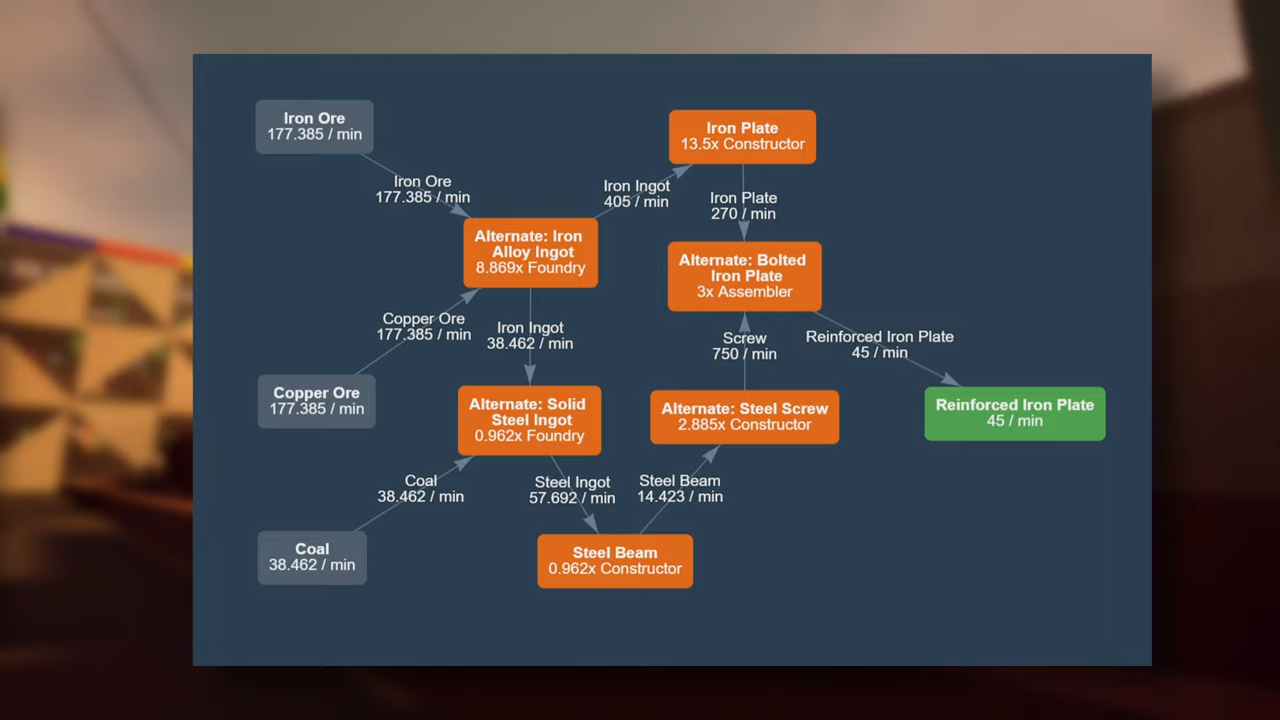 Iron Ore
177.385 / min
Iron Plate
13.5x Constructor
Iron Ore
177.385 / min
Iron Ingot
405 / min
Iron Plate
270 / min
Alternate: Iron
Alloy Ingot
8.869x Foundry
Alternate: Bolted
Iron Plate
3x Assembler
Copper Ore
177.385 / min
Iron Ingot
38.462 / min
Screw
750 / min
Reinforced Iron Plate
45 / min
Copper Ore
177.385 / min
Alternate: Solid
Steel Ingot
0.962x Foundry
Alternate: Steel Screw
2.885x Constructor
Reinforced Iron Plate
45 / min
Coal
38.462 / min
Steel Ingot
57.692 / min
Steel Beam
14.423 / min
Coal
38.462 / min
Steel Beam
0.962x Constructor